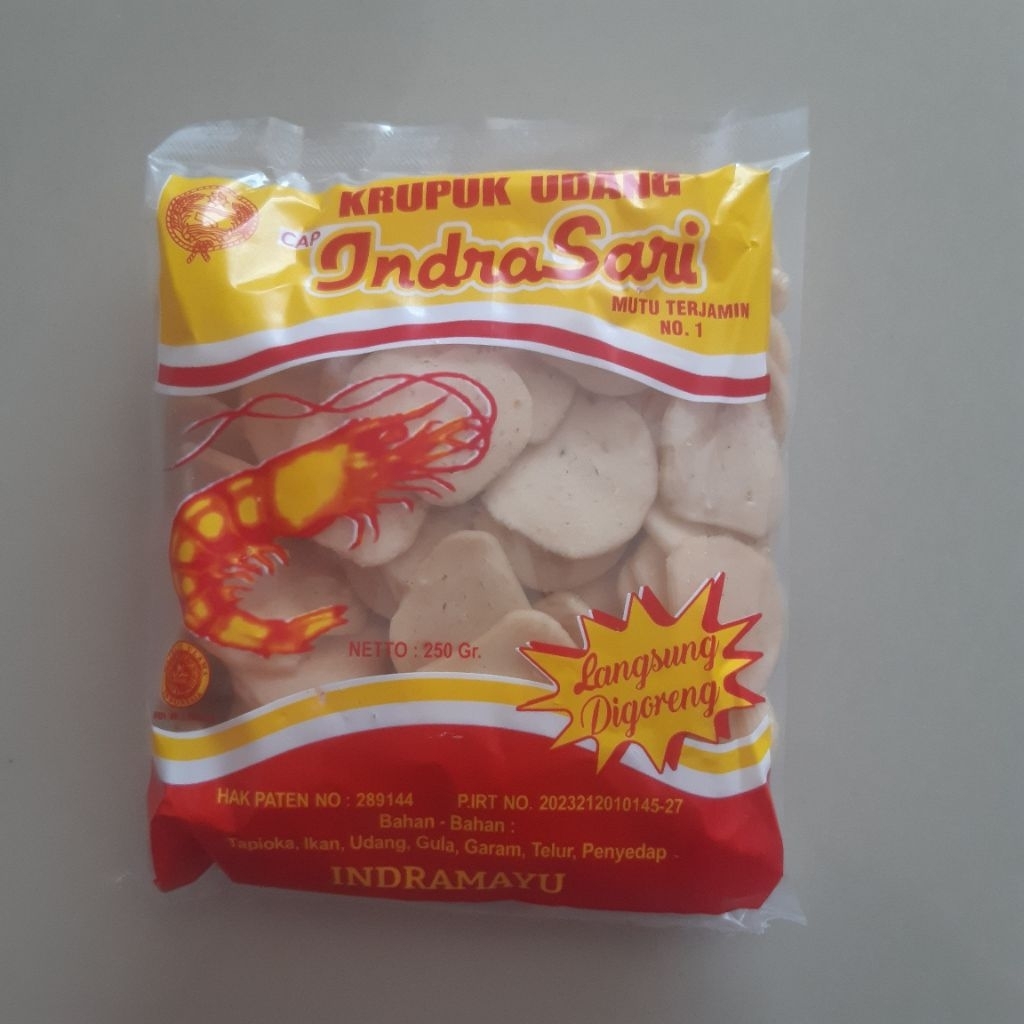 KRUPUK UDANG
CAP IndraSari
MUTU TERJAMIN
NO. 1
NETTO : 250 Gr.
Langsung
Digoreng
HAK PATEN NO : 289144 P.IRT NO. 2023212010145-27
Bahan - Bahan :
Tapioka, Ikan, Udang, Gula, Garam, Telur, Penyedap
INDRAMAYU